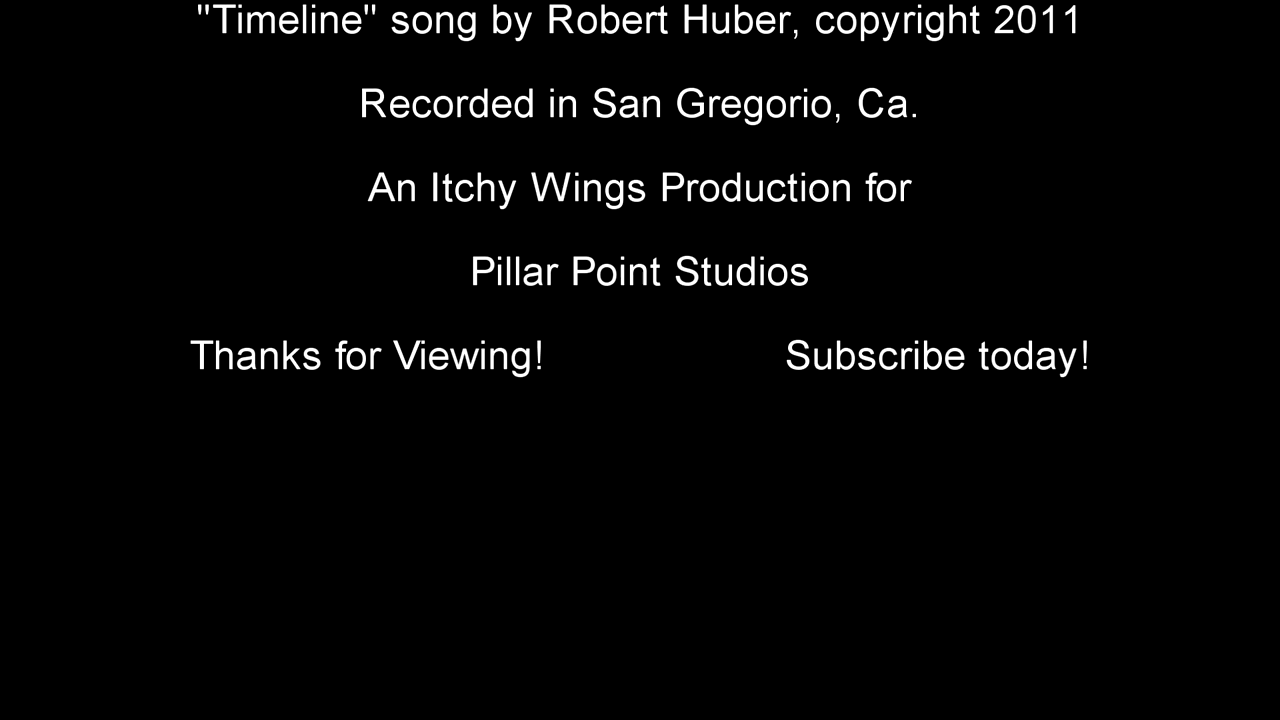 "Timeline" song by Robert Huber, copyright 2011
Recorded in San Gregorio, Ca.
An Itchy Wings Production for
Pillar Point Studios
Thanks for Viewing! Subscribe today!